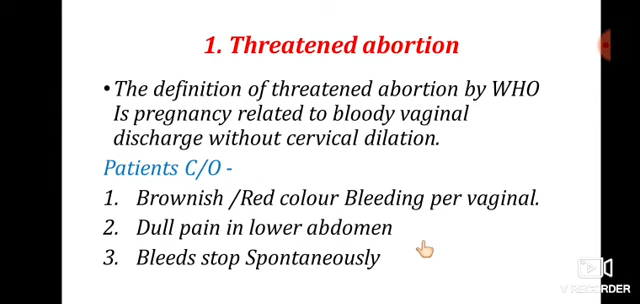 1. Threatened abortion
• The definition of threatened abortion by WHO
Is pregnancy related to bloody vaginal
discharge without cervical dilation.
Patients C/O -
1. Brownish /Red colour Bleeding per vaginal.
2. Dull pain in lower abdomen
3. Bleeds stop Spontaneously
V RECORDER